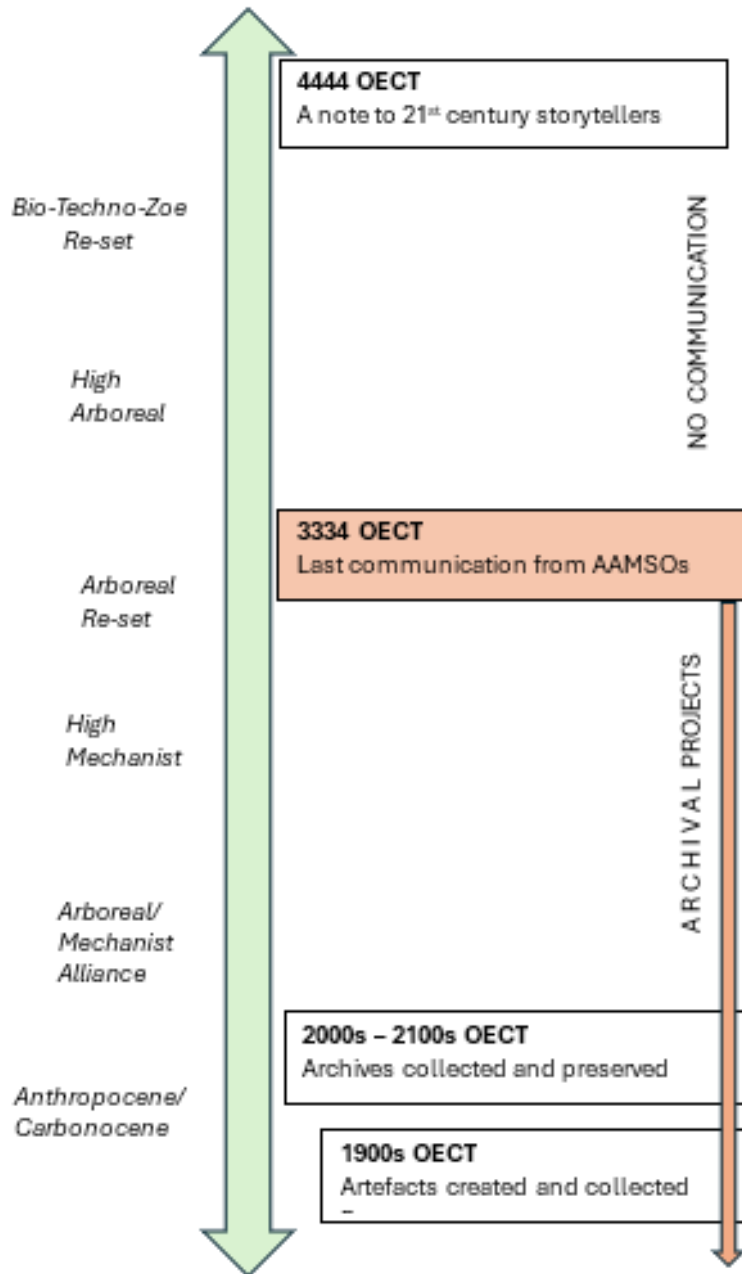 4444 OECT
A note to 21st century storytellers
Bio-Techno-Zoe
Re-set
NO COMMUNICATION
High
Arboreal
3334 OECT
Last communication from AAMSOs
Arboreal
Re-set
ARCHIVAL PROJECTS
High
Mechanist
Arboreal/
Mechanist
Alliance
2000s – 2100s OECT
Archives collected and preserved
Anthropocene/
Carbonocene
1900s OECT
Artefacts created and collected
–